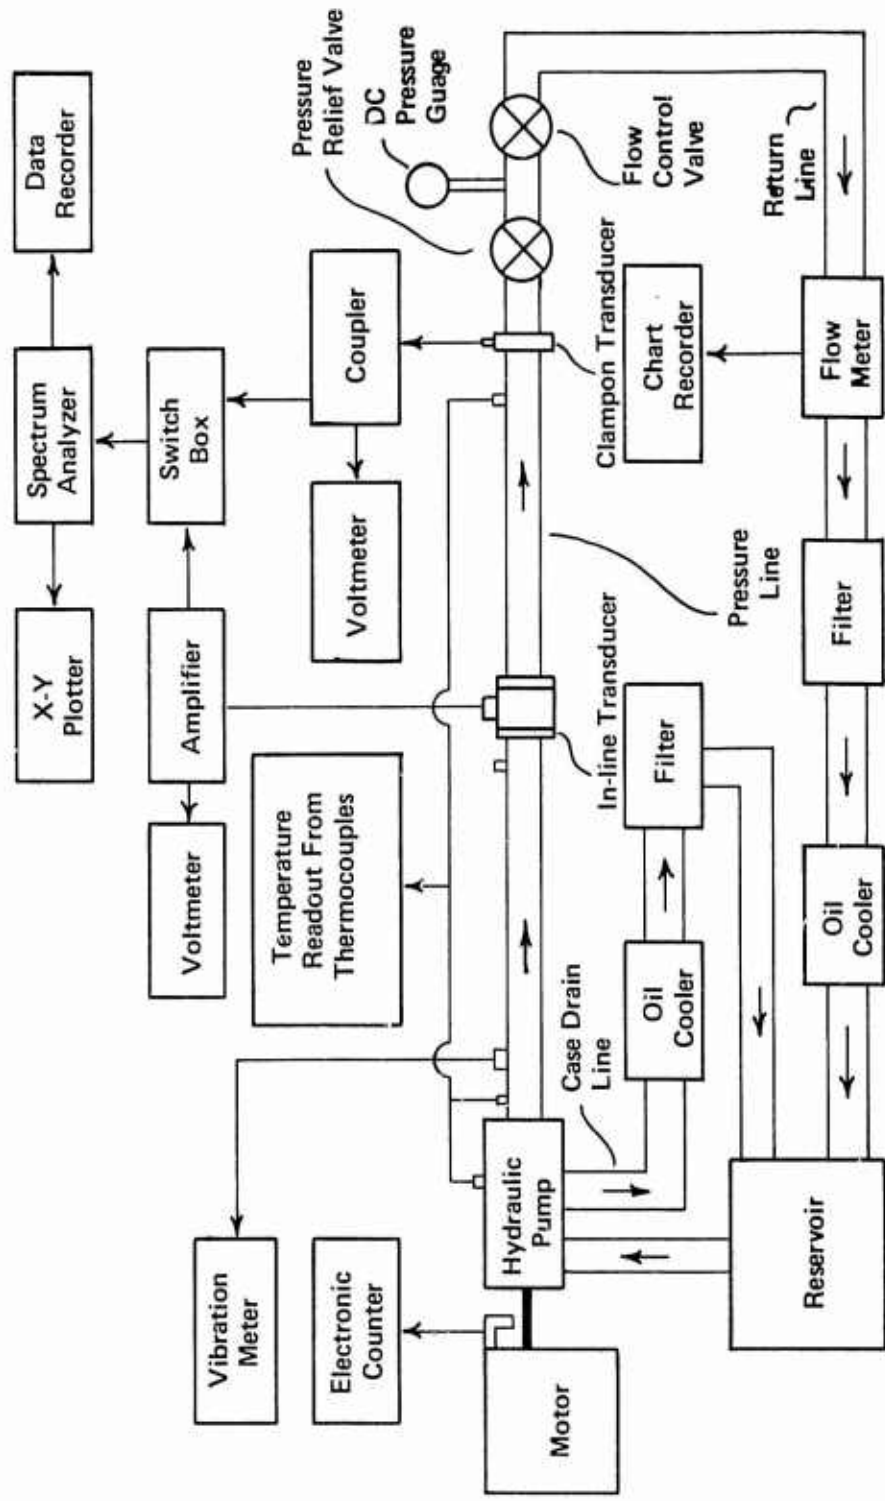 Data
Recorder
Spectrum
Analyzer
X-Y
Plotter
Switch
Box
Amplifier
Voltmeter
Coupler
Voltmeter
Temperature
Readout From
Thermocouples
Vibration
Meter
Electronic
Counter
Motor
Hydraulic
Pump
Pressure
Relief Valve
DC
Pressure
Guage
Flow
Control
Valve
Clampon Transducer
In-line Transducer
Pressure
Line
Case Drain
Line
Oil
Cooler
Filter
Chart
Recorder
Return
Line
Flow
Meter
Filter
Oil
Cooler
Reservoir